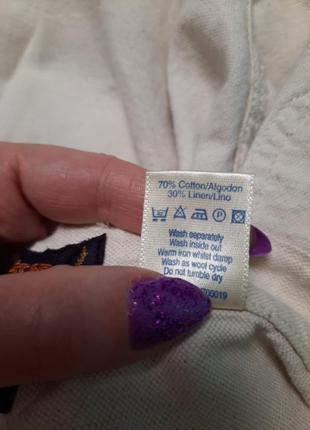 70% Cotton/Algodon
30% Linen/Lino
Wash separately
Wash inside out
Warm iron whilst damp
Wash as wool cycle
Do not tumble dry